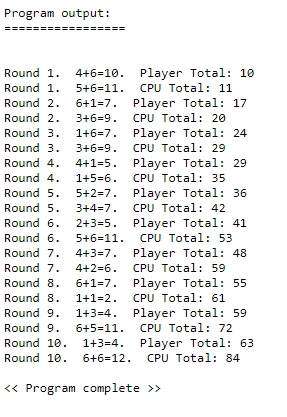 Program output:
=================
Round 1.  4+6=10.  Player Total: 10
Round 1.  5+6=11.  CPU Total: 11
Round 2.  6+1=7.  Player Total: 17
Round 2.  3+6=9.  CPU Total: 20
Round 3.  1+6=7.  Player Total: 24
Round 3.  3+6=9.  CPU Total: 29
Round 4.  4+1=5.  Player Total: 29
Round 4.  1+5=6.  CPU Total: 35
Round 5.  5+2=7.  Player Total: 36
Round 5.  3+4=7.  CPU Total: 42
Round 6.  2+3=5.  Player Total: 41
Round 6.  5+6=11.  CPU Total: 53
Round 7.  4+3=7.  Player Total: 48
Round 7.  4+2=6.  CPU Total: 59
Round 8.  6+1=7.  Player Total: 55
Round 8.  1+1=2.  CPU Total: 61
Round 9.  1+3=4.  Player Total: 59
Round 9.  6+5=11.  CPU Total: 72
Round 10.  1+3=4.  Player Total: 63
Round 10.  6+6=12.  CPU Total: 84
<< Program complete >>